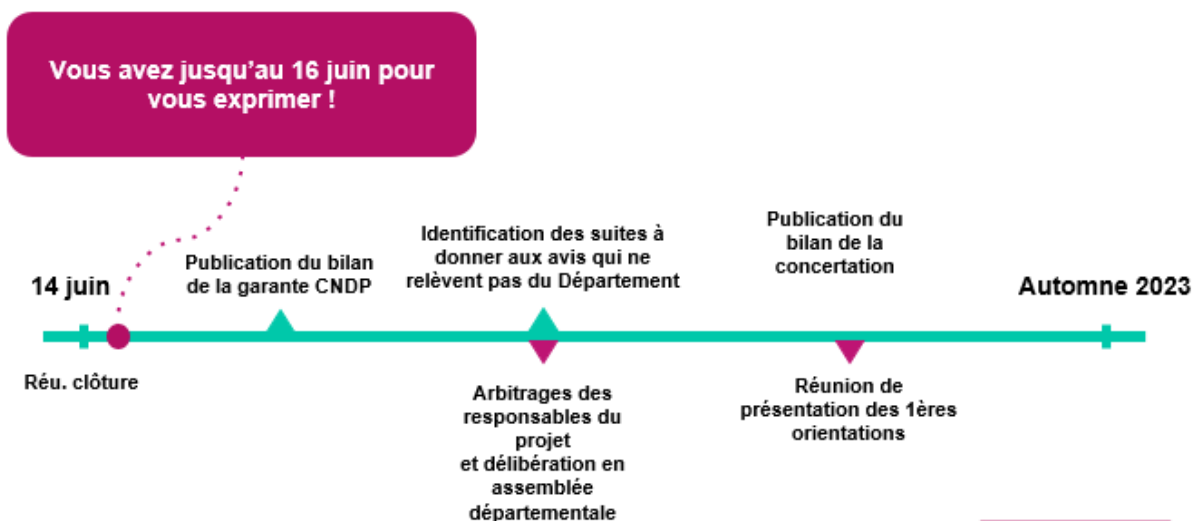 Vous avez jusqu'au 16 juin pour
vous exprimer !
14 juin
Réu. clôture
Publication du bilan
de la garante CNDP
Identification des suites à
donner aux avis qui ne
relèvent pas du Département
Arbitrages des
responsables du
projet
et délibération en
assemblée
départementale
Publication du
bilan de la
concertation
Réunion de
présentation des 1ères
orientations
Automne 2023